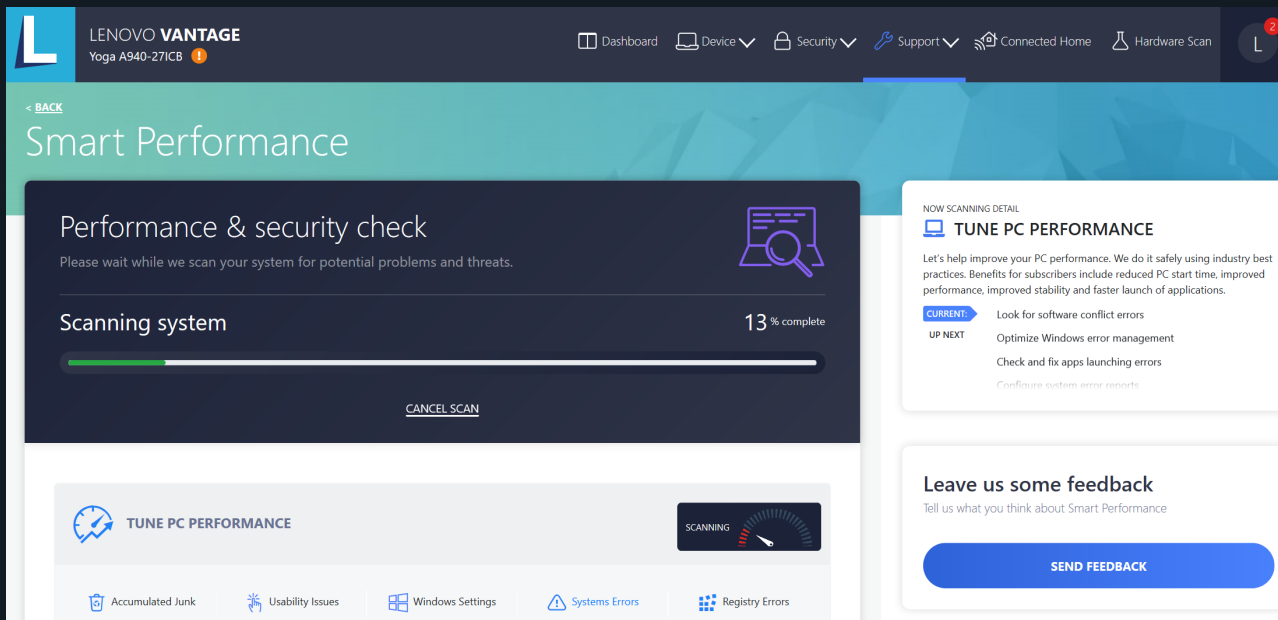 L
LENOVO VANTAGE
Yoga A940-27ICB !
Dashboard
Device
Security
Support
Connected Home
Hardware Scan
L
2
< BACK
Smart Performance
Performance & security check
Please wait while we scan your system for potential problems and threats.
Scanning system
13 % complete
CANCEL SCAN
TUNE PC PERFORMANCE
SCANNING
Accumulated Junk
Usability Issues
Windows Settings
Systems Errors
Registry Errors
NOW SCANNING DETAIL
TUNE PC PERFORMANCE
Let's help improve your PC performance. We do it safely using industry best
practices. Benefits for subscribers include reduced PC start time, improved
performance, improved stability and faster launch of applications.
CURRENT: Look for software conflict errors
UP NEXT Optimize Windows error management
Check and fix apps launching errors
Configure system error reports
Leave us some feedback
Tell us what you think about Smart Performance
SEND FEEDBACK